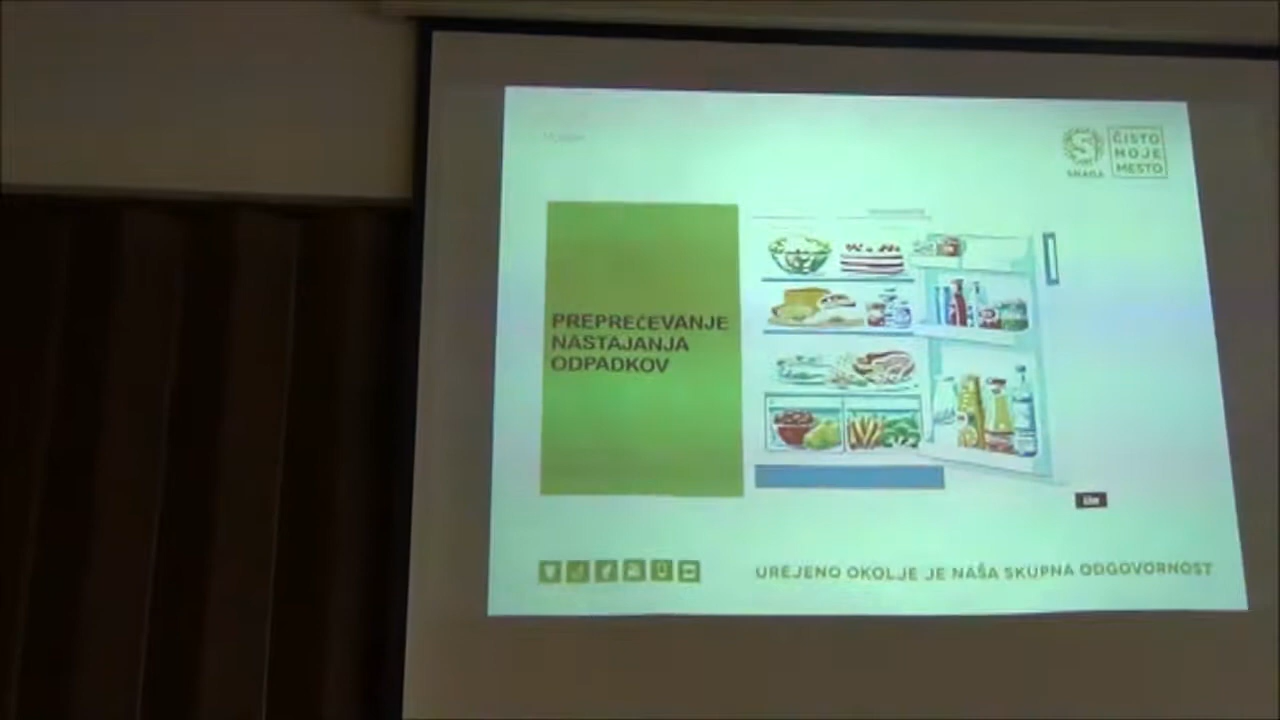 ČISTO
MOJE
MESTO
SNAGA
PREPREČEVANJE
NASTAJANJA
ODPADKOV
UREJENO OKOLJE JE NAŠA SKUPNA ODGOVORNOST